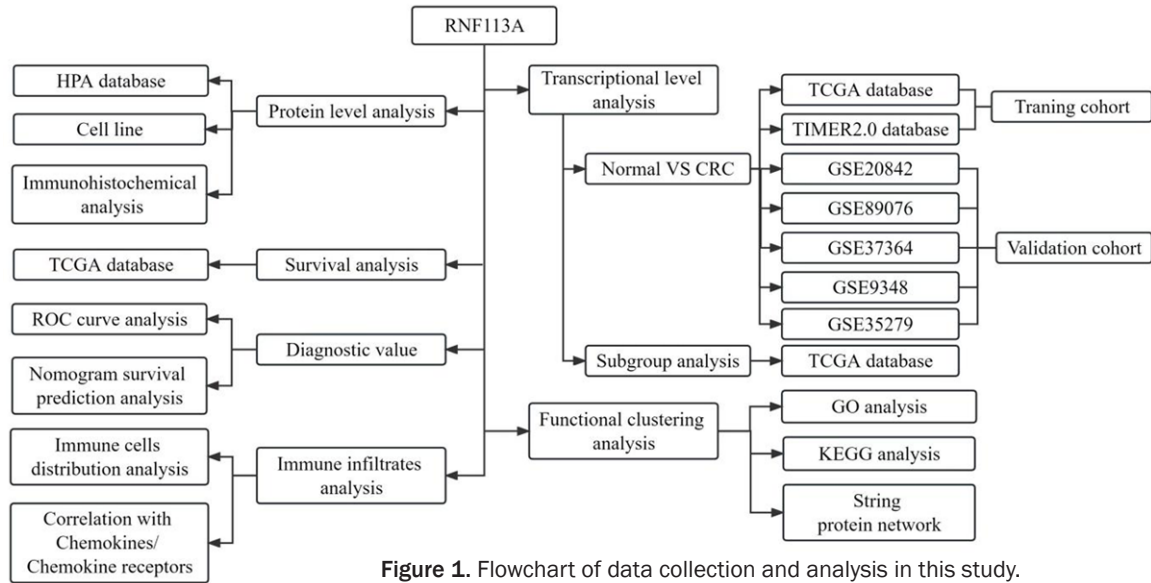 RNF113A
HPA database
Cell line
Immunohistochemical
analysis
Protein level analysis
TCGA database
Survival analysis
ROC curve analysis
Nomogram survival
prediction analysis
Diagnostic value
Immune cells
distribution analysis
Correlation with
Chemokines/
Chemokine receptors
Immune infiltrates
analysis
Transcriptional level
analysis
Normal VS CRC
TCGA database
TIMER2.0 database
GSE20842
GSE89076
GSE37364
GSE9348
GSE35279
Traning cohort
Validation cohort
Subgroup analysis
TCGA database
Functional clustering
analysis
GO analysis
KEGG analysis
String
protein network
Figure 1. Flowchart of data collection and analysis in this study.